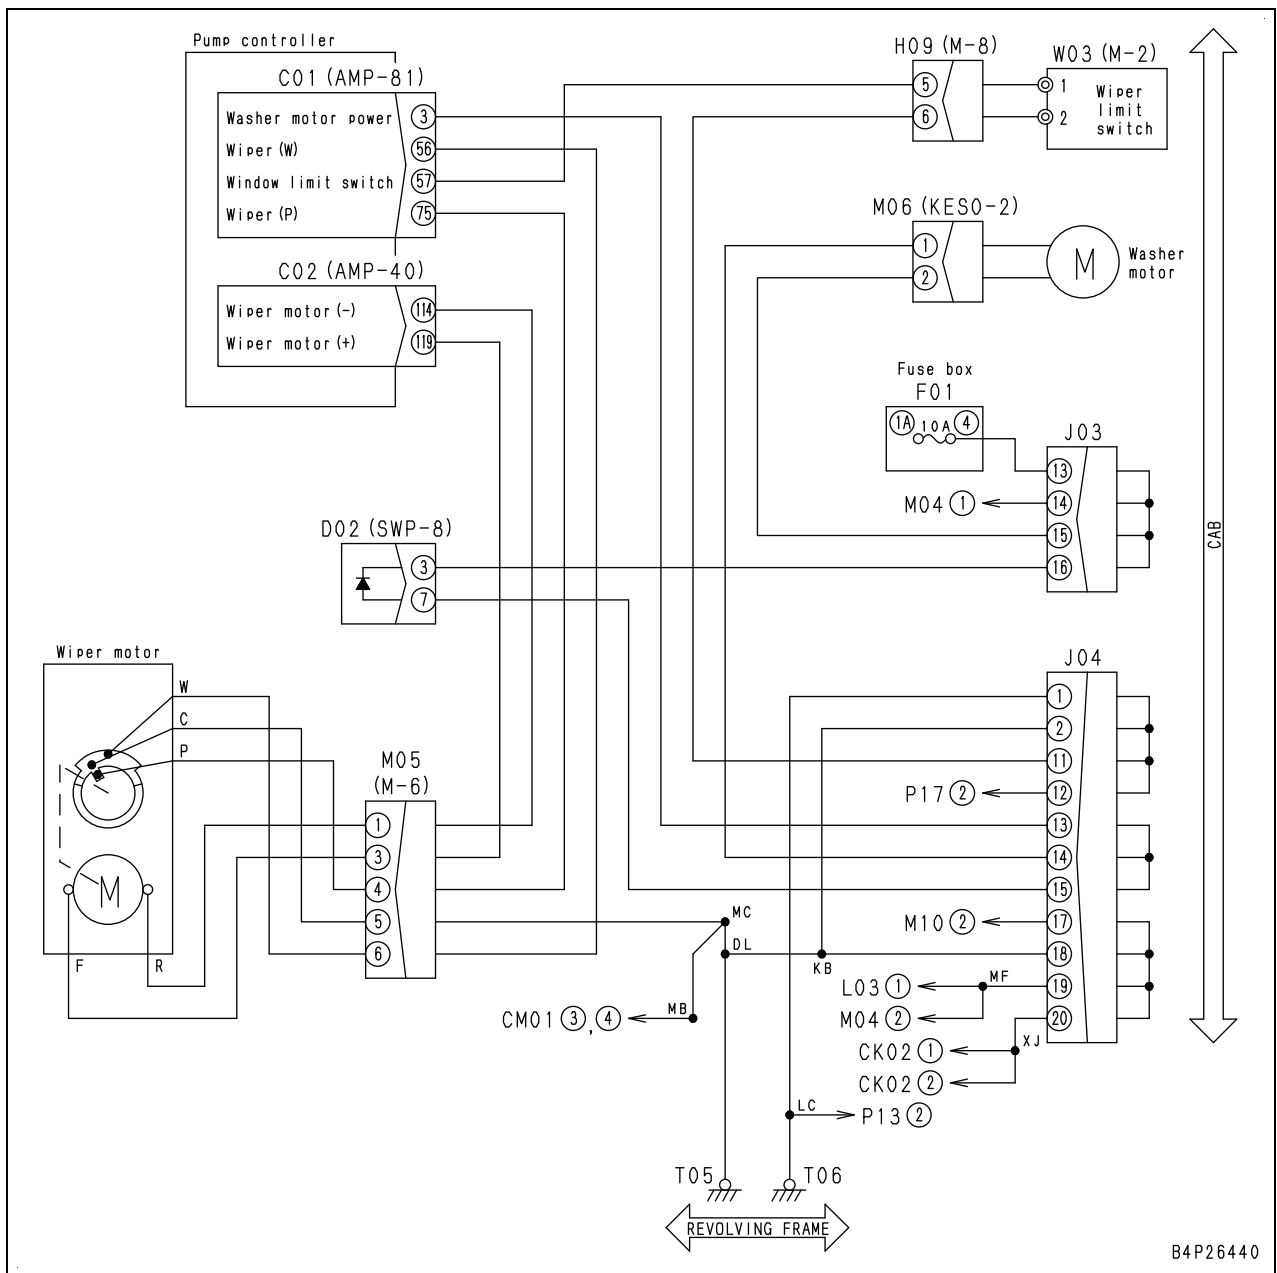 Pump controller
C01 (AMP-81)
Washer motor power 3
Wiper (W) 56
Window limit switch 57
Wiper (P) 75
C02 (AMP-40)
Wiper motor (-) 114
Wiper motor (+) 119
H09 (M-8)
5
6
W03 (M-2)
1
2
Wiper
limit
switch
M06 (KES0-2)
1
2
M
Washer
motor
Fuse box
F01
1A 10A 4
J03
13
M04 1 14
15
16
D02 (SWP-8)
3
7
CAB
Wiper motor
W
C
P
M
F R
M05
(M-6)
1
3
4
5
6
J04
1
2
11
P17 2 12
13
14
15
MC
M10 2 17
DL
KB
18
L03 1 MF 19
MB
CM01 3 , 4
M04 2 20
XJ
CK02 1
CK02 2
LC
P13 2
T05 T06
REVOLVING FRAME
B4P26440